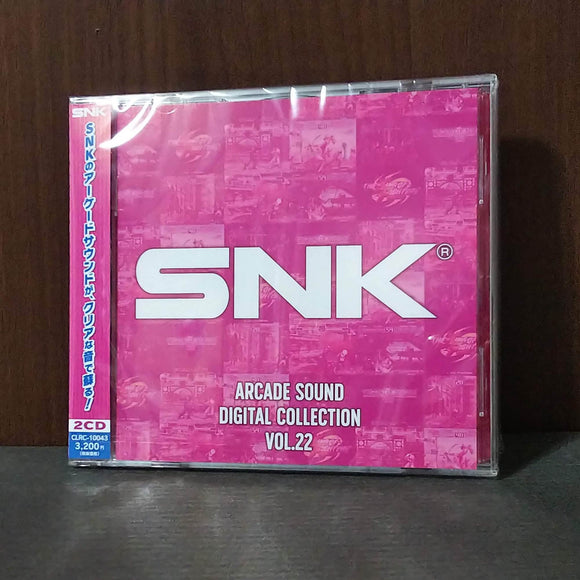 SNK
SNKのアーケードサウンドが、クリアな音で蘇る!
2CD
CLRC-10043
3,200円
SNK®
ARCADE SOUND
DIGITAL COLLECTION
VOL.22